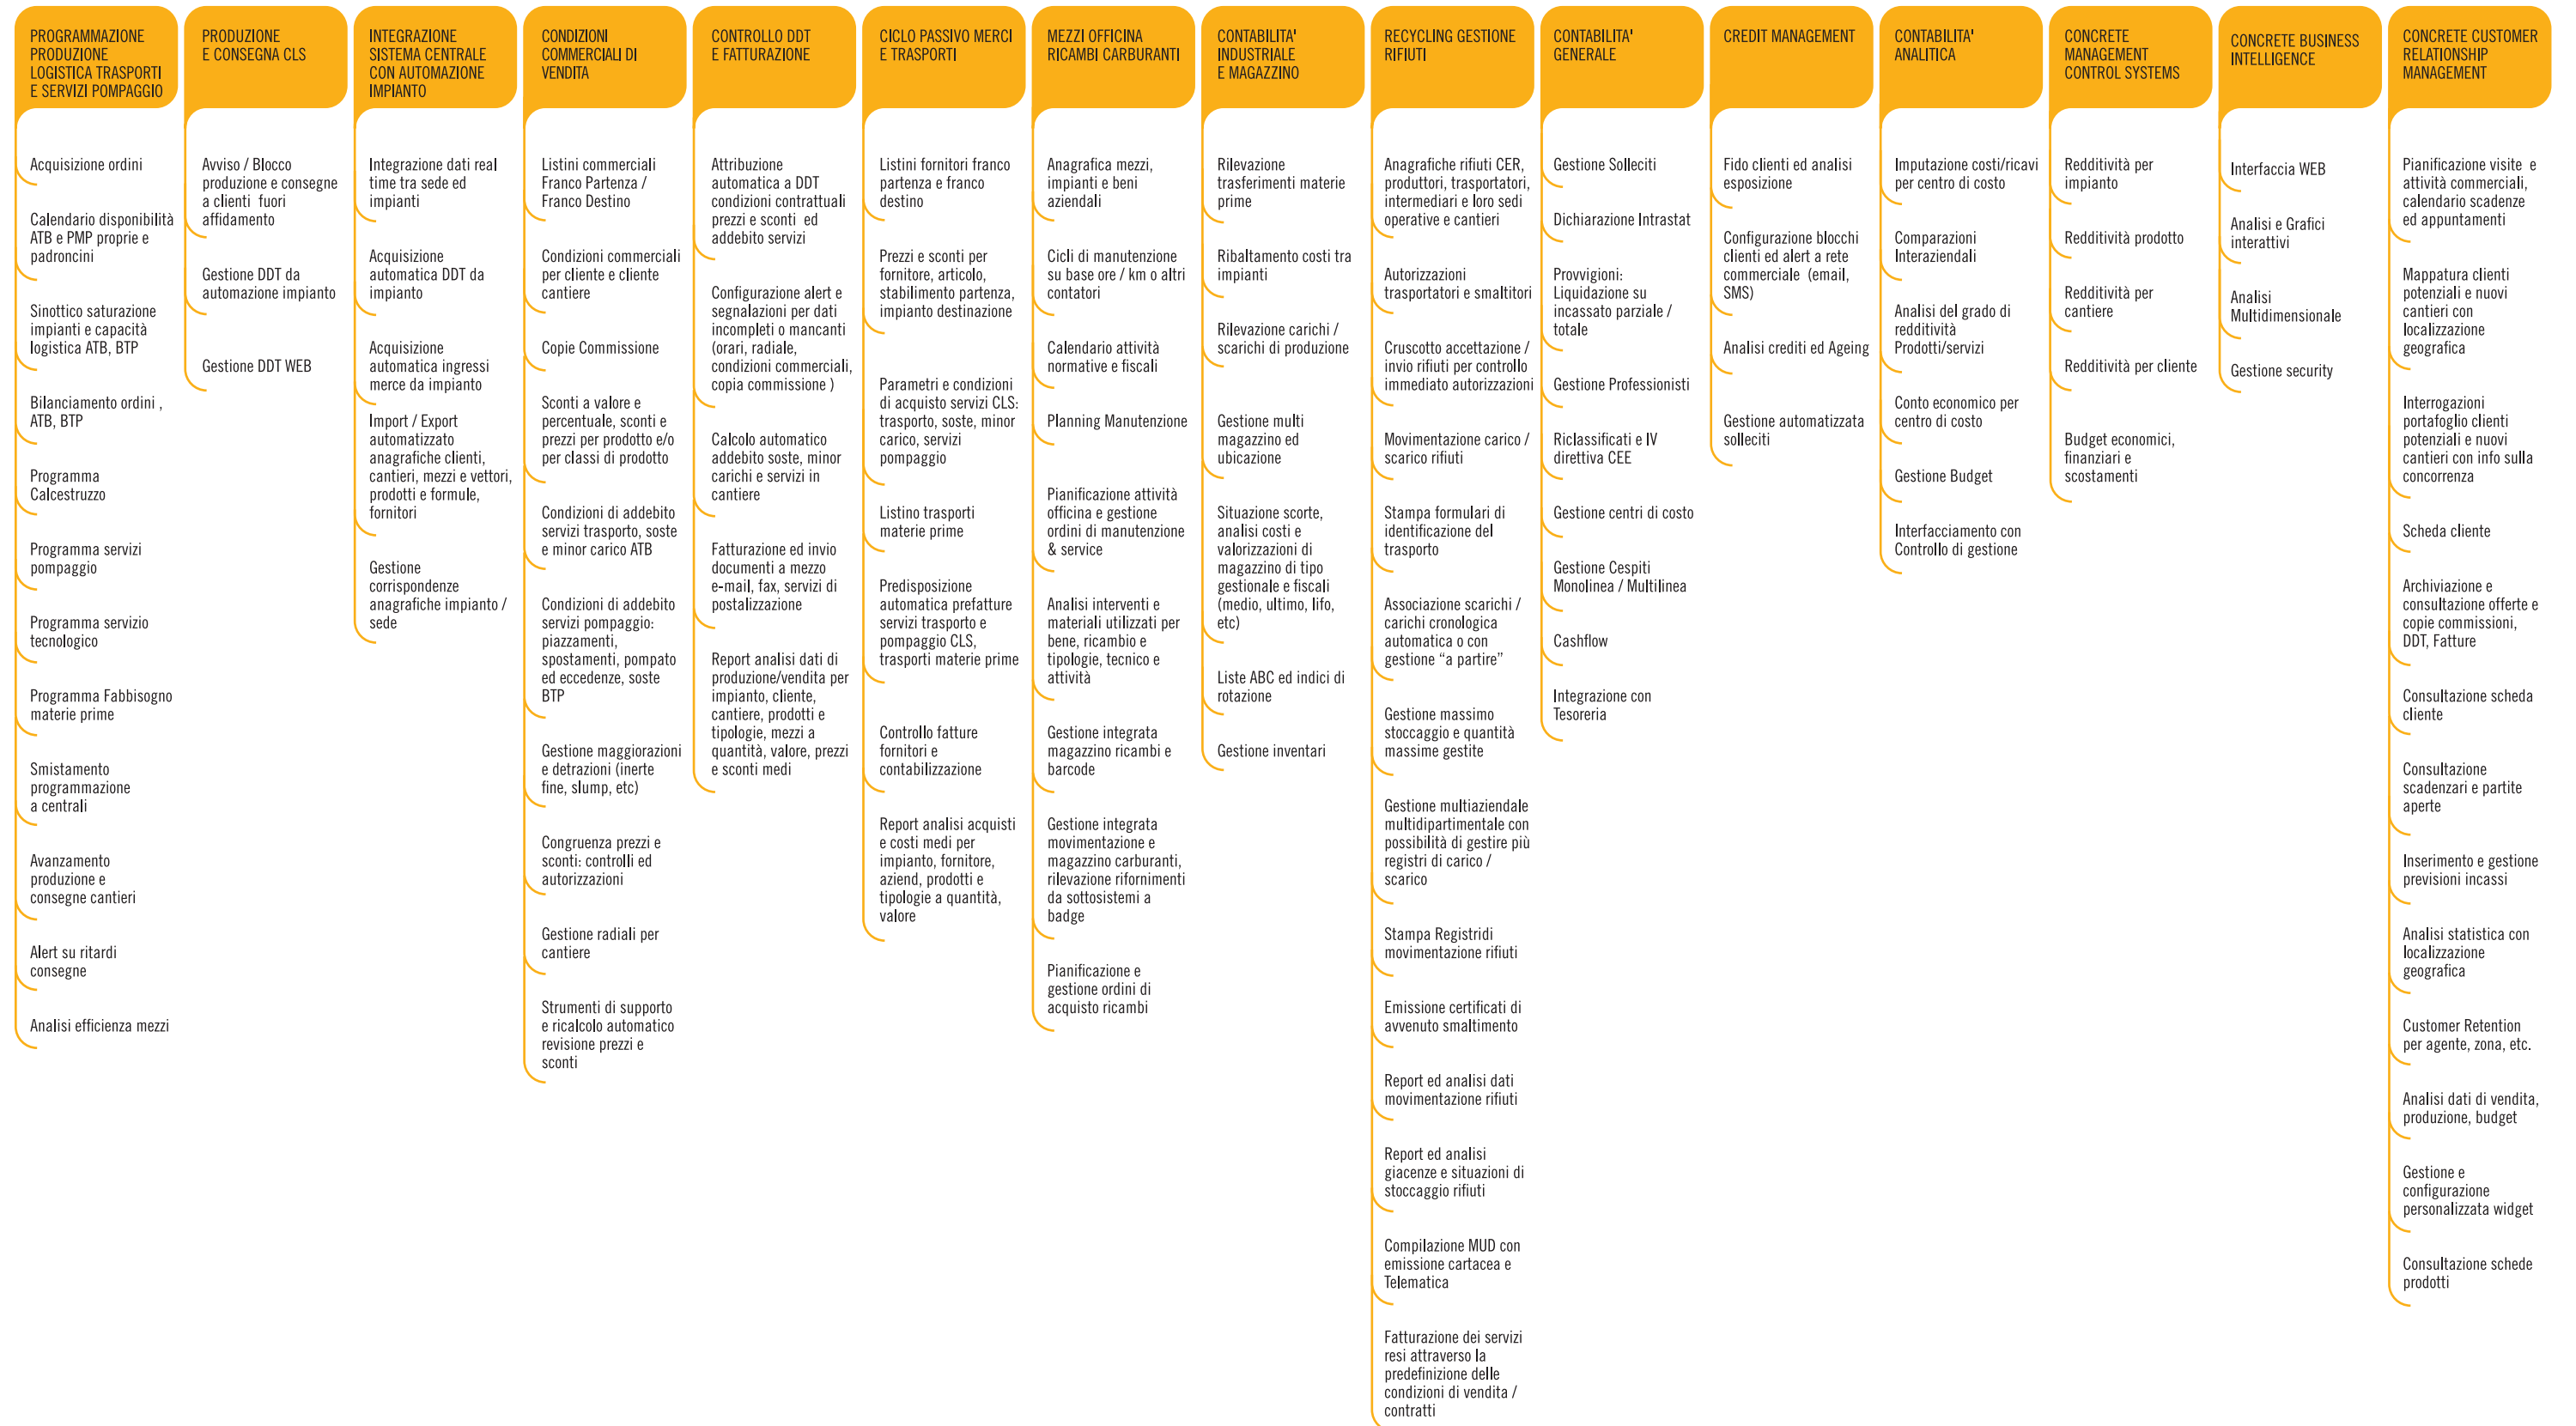 PROGRAMMAZIONE
PRODUZIONE
LOGISTICA TRASPORTI
E SERVIZI POMPAGGIO
Acquisizione ordini
Calendario disponibilità
ATB e PMP proprie e
padroncini
Sinottico saturazione
impianti e capacità
logistica ATB, BTP
Bilanciamento ordini ,
ATB, BTP
Programma
Calcestruzzo
Programma servizi
pompaggio
Programma servizio
tecnologico
Programma Fabbisogno
materie prime
Smistamento
programmazione
a centrali
Avanzamento
produzione e
consegne cantieri
Alert su ritardi
consegne
Analisi efficienza mezzi
PRODUZIONE
E CONSEGNA CLS
Avviso / Blocco
produzione e consegne
a clienti fuori
affidamento
Gestione DDT da
automazione impianto
Gestione DDT WEB
INTEGRAZIONE
SISTEMA CENTRALE
CON AUTOMAZIONE
IMPIANTO
Integrazione dati real
time tra sede ed
impianti
Acquisizione
automatica DDT da
impianto
Acquisizione
automatica ingressi
merce da impianto
Import / Export
automatizzato
anagrafiche clienti,
cantieri, mezzi e vettori,
prodotti e formule,
fornitori
Gestione
corrispondenze
anagrafiche impianto /
sede
CONDIZIONI
COMMERCIALI DI
VENDITA
Listini commerciali
Franco Partenza /
Franco Destino
Condizioni commerciali
per cliente e cliente
cantiere
Copie Commissione
Sconti a valore e
percentuale, sconti e
prezzi per prodotto e/o
per classi di prodotto
Condizioni di addebito
servizi trasporto, soste
e minor carico ATB
Condizioni di addebito
servizi pompaggio:
piazzamenti,
spostamenti, pompato
ed eccedenze, soste
BTP
Gestione maggiorazioni
e detrazioni (inerte
fine, slump, etc)
Congruenza prezzi e
sconti: controlli ed
autorizzazioni
Gestione radiali per
cantiere
Strumenti di supporto
e ricalcolo automatico
revisione prezzi e
sconti
CONTROLLO DDT
E FATTURAZIONE
Attribuzione
automatica a DDT
condizioni contrattuali
prezzi e sconti ed
addebito servizi
Configurazione alert e
segnalazioni per dati
incompleti o mancanti
(orari, radiale,
condizioni commerciali,
copia commissione )
Calcolo automatico
addebito soste, minor
carichi e servizi in
cantiere
Fatturazione ed invio
documenti a mezzo
e-mail, fax, servizi di
postalizzazione
Report analisi dati di
produzione/vendita per
impianto, cliente,
cantiere, prodotti e
tipologie, mezzi a
quantità, valore, prezzi
e sconti medi
CICLO PASSIVO MERCI
E TRASPORTI
Listini fornitori franco
partenza e franco
destino
Prezzi e sconti per
fornitore, articolo,
stabilimento partenza,
impianto destinazione
Parametri e condizioni
di acquisto servizi CLS:
trasporto, soste, minor
carico, servizi
pompaggio
Listino trasporti
materie prime
Predisposizione
automatica prefatture
servizi trasporto e
pompaggio CLS,
trasporti materie prime
Controllo fatture
fornitori e
contabilizzazione
Report analisi acquisti
e costi medi per
impianto, fornitore,
aziend, prodotti e
tipologie a quantità,
valore
MEZZI OFFICINA
RICAMBI CARBURANTI
Anagrafica mezzi,
impianti e beni
aziendali
Cicli di manutenzione
su base ore / km o altri
contatori
Calendario attività
normative e fiscali
Planning Manutenzione
Pianificazione attività
officina e gestione
ordini di manutenzione
& service
Analisi interventi e
materiali utilizzati per
bene, ricambio e
tipologie, tecnico e
attività
Gestione integrata
magazzino ricambi e
barcode
Gestione integrata
movimentazione e
magazzino carburanti,
rilevazione rifornimenti
da sottosistemi a
badge
Pianificazione e
gestione ordini di
acquisto ricambi
CONTABILITA'
INDUSTRIALE
E MAGAZZINO
Rilevazione
trasferimenti materie
prime
Ribaltamento costi tra
impianti
Rilevazione carichi /
scarichi di produzione
Gestione multi
magazzino ed
ubicazione
Situazione scorte,
analisi costi e
valorizzazioni di
magazzino di tipo
gestionale e fiscali
(medio, ultimo, lifo,
etc)
Liste ABC ed indici di
rotazione
Gestione inventari
RECYCLING GESTIONE
RIFIUTI
Anagrafiche rifiuti CER,
produttori, trasportatori,
intermediari e loro sedi
operative e cantieri
Autorizzazioni
trasportatori e smaltitori
Cruscotto accettazione /
invio rifiuti per controllo
immediato autorizzazioni
Movimentazione carico /
scarico rifiuti
Stampa formulari di
identificazione del
trasporto
Associazione scarichi /
carichi cronologica
automatica o con
gestione “a partire”
Gestione massimo
stoccaggio e quantità
massime gestite
Gestione multiaziendale
multidipartimentale con
possibilità di gestire più
registri di carico /
scarico
Stampa Registridi
movimentazione rifiuti
Emissione certificati di
avvenuto smaltimento
Report ed analisi dati
movimentazione rifiuti
Report ed analisi
giacenze e situazioni di
stoccaggio rifiuti
Compilazione MUD con
emissione cartacea e
Telematica
Fatturazione dei servizi
resi attraverso la
predefinizione delle
condizioni di vendita /
contratti
CONTABILITA'
GENERALE
Gestione Solleciti
Dichiarazione Intrastat
Provvigioni:
Liquidazione su
incassato parziale /
totale
Gestione Professionisti
Riclassificati e IV
direttiva CEE
Gestione centri di costo
Gestione Cespiti
Monolinea / Multilinea
Cashflow
Integrazione con
Tesoreria
CREDIT MANAGEMENT
Fido clienti ed analisi
esposizione
Configurazione blocchi
clienti ed alert a rete
commerciale (email,
SMS)
Analisi crediti ed Ageing
Gestione automatizzata
solleciti
CONTABILITA'
ANALITICA
Imputazione costi/ricavi
per centro di costo
Comparazioni
Interaziendali
Analisi del grado di
redditività
Prodotti/servizi
Conto economico per
centro di costo
Gestione Budget
Interfacciamento con
Controllo di gestione
CONCRETE
MANAGEMENT
CONTROL SYSTEMS
Redditività per
impianto
Redditività prodotto
Redditività per
cantiere
Redditività per cliente
Budget economici,
finanziari e
scostamenti
CONCRETE BUSINESS
INTELLIGENCE
Interfaccia WEB
Analisi e Grafici
interattivi
Analisi
Multidimensionale
Gestione security
CONCRETE CUSTOMER
RELATIONSHIP
MANAGEMENT
Pianificazione visite e
attività commerciali,
calendario scadenze
ed appuntamenti
Mappatura clienti
potenziali e nuovi
cantieri con
localizzazione
geografica
Interrogazioni
portafoglio clienti
potenziali e nuovi
cantieri con info sulla
concorrenza
Scheda cliente
Archiviazione e
consultazione offerte e
copie commissioni,
DDT, Fatture
Consultazione scheda
cliente
Consultazione
scadenzari e partite
aperte
Inserimento e gestione
previsioni incassi
Analisi statistica con
localizzazione
geografica
Customer Retention
per agente, zona, etc.
Analisi dati di vendita,
produzione, budget
Gestione e
configurazione
personalizzata widget
Consultazione schede
prodotti